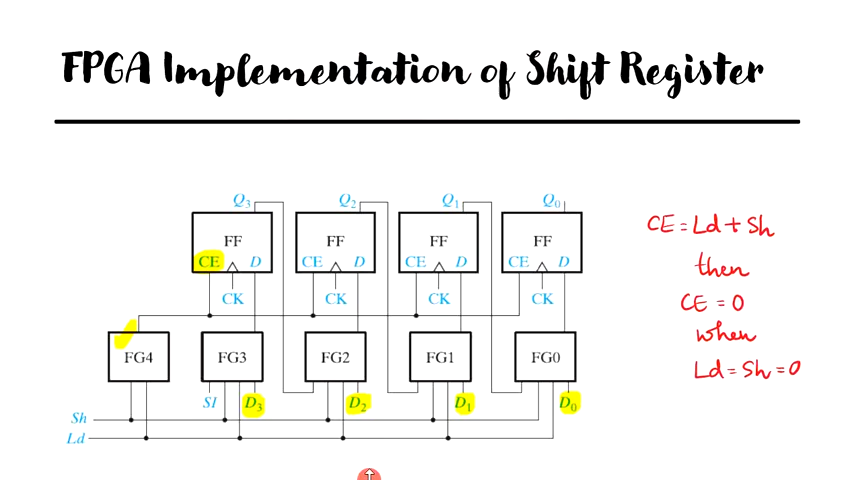 FPGA Implementation of Shift Register
Q3 Q2 Q1 Q0
FF FF FF FF
CE D CE D CE D CE D
CK CK CK CK
FG4 FG3 FG2 FG1 FG0
SI D3 D2 D1 D0
Sh
Ld
CE = Ld + Sh
then
CE = 0
when
Ld = Sh = 0